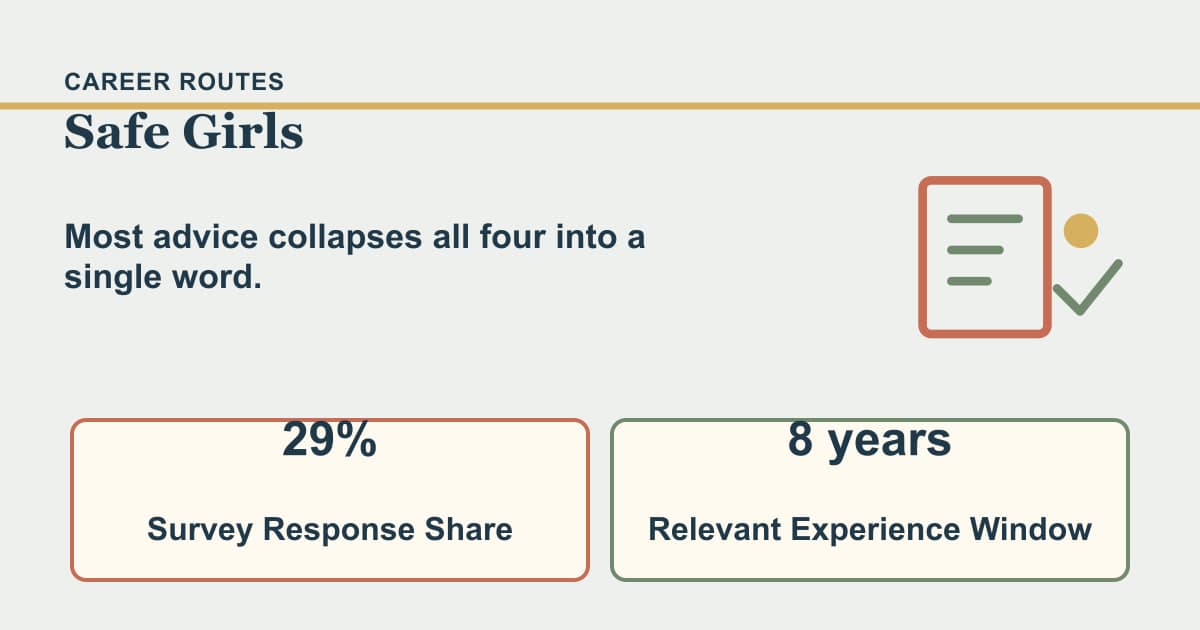 CAREER ROUTES
Safe Girls
Most advice collapses all four into a
single word.
29%
Survey Response Share
8 years
Relevant Experience Window